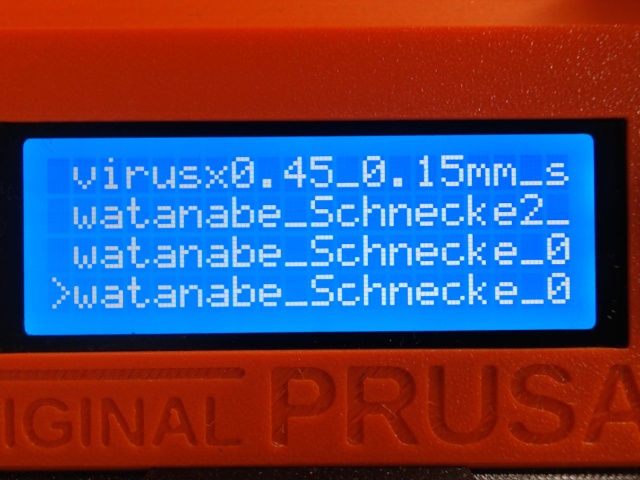 virusx0.45_0.15mm_s
watanabe_Schnecke2_
watanabe_Schnecke_0
>watanabe_Schnecke_0
IGINAL PRUSA